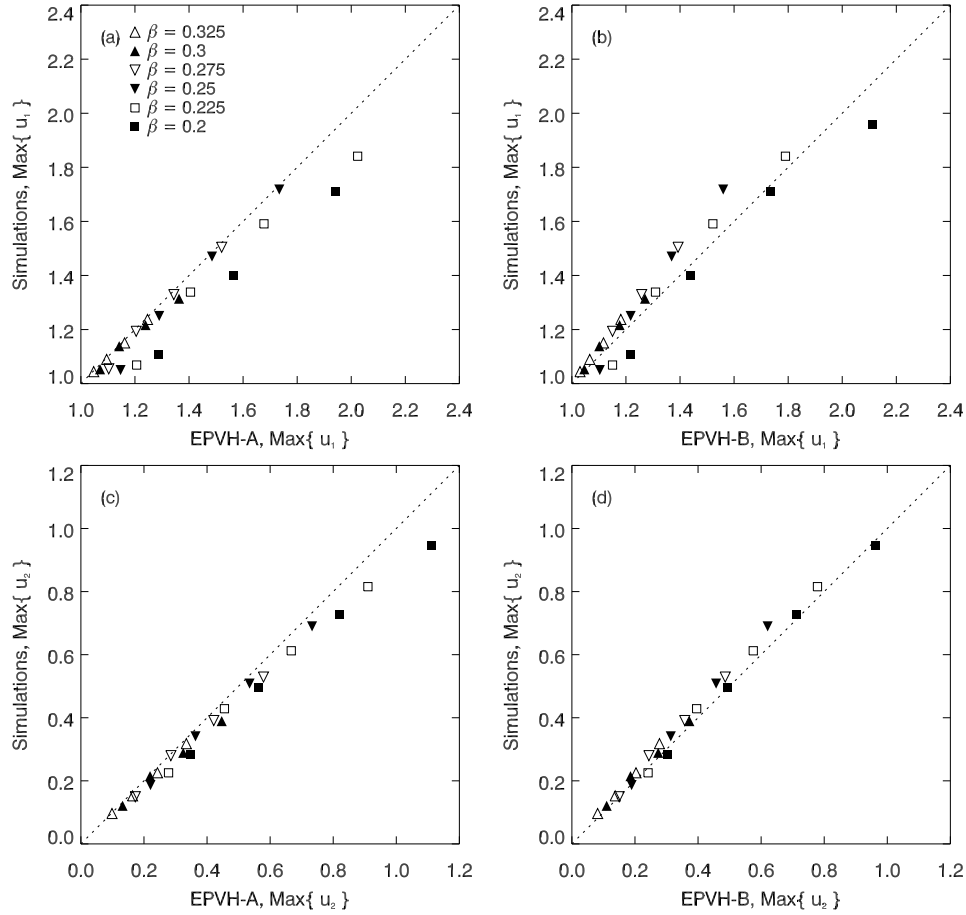 (a)
β = 0.325
β = 0.3
β = 0.275
β = 0.25
β = 0.225
β = 0.2
2.4
2.2
2.0
1.8
1.6
1.4
1.2
1.0
Simulations, Max{ u₁ }
1.0 1.2 1.4 1.6 1.8 2.0 2.2 2.4
EPVH-A, Max{ u₁ }
(b)
2.4
2.2
2.0
1.8
1.6
1.4
1.2
1.0
Simulations, Max{ u₁ }
1.0 1.2 1.4 1.6 1.8 2.0 2.2 2.4
EPVH-B, Max{ u₁ }
(c)
1.2
1.0
0.8
0.6
0.4
0.2
0.0
Simulations, Max{ u₂ }
0.0 0.2 0.4 0.6 0.8 1.0 1.2
EPVH-A, Max{ u₂ }
(d)
1.2
1.0
0.8
0.6
0.4
0.2
0.0
Simulations, Max{ u₂ }
0.0 0.2 0.4 0.6 0.8 1.0 1.2
EPVH-B, Max{ u₂ }